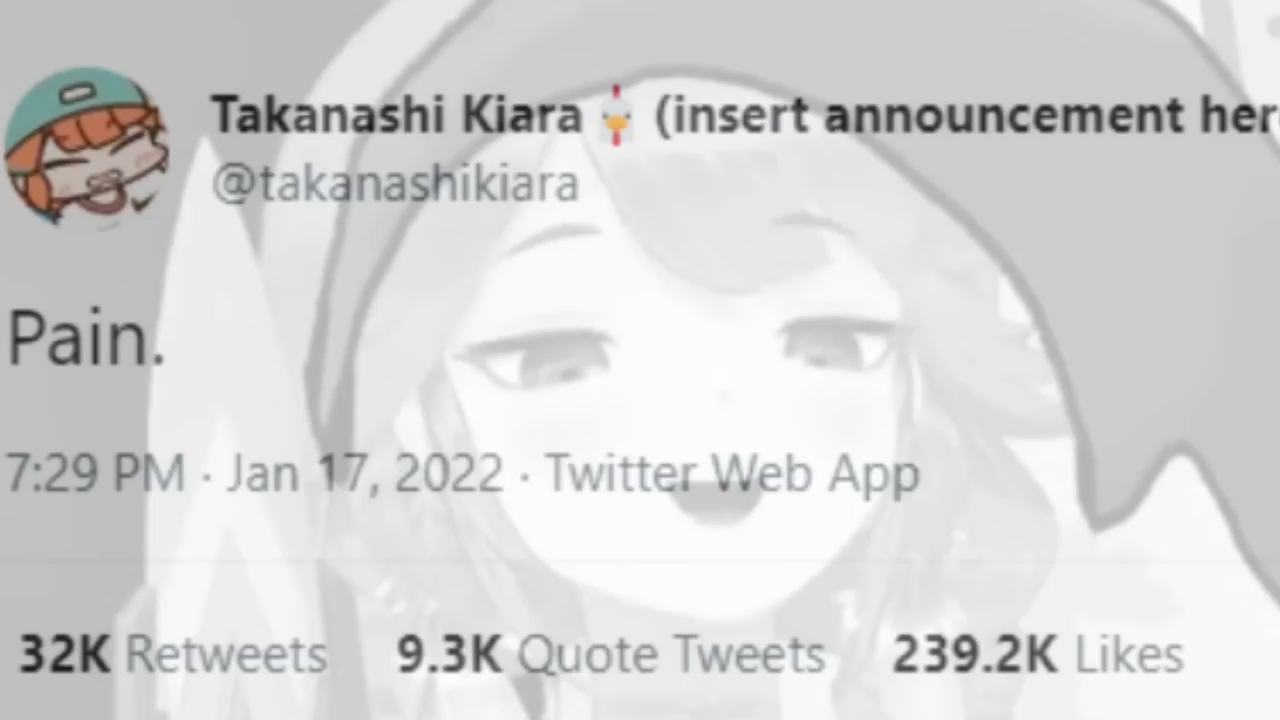 Takanashi Kiara🐔 (insert announcement her
@takanashikiara
Pain.
7:29 PM · Jan 17, 2022 · Twitter Web App
32K Retweets 9.3K Quote Tweets 239.2K Likes